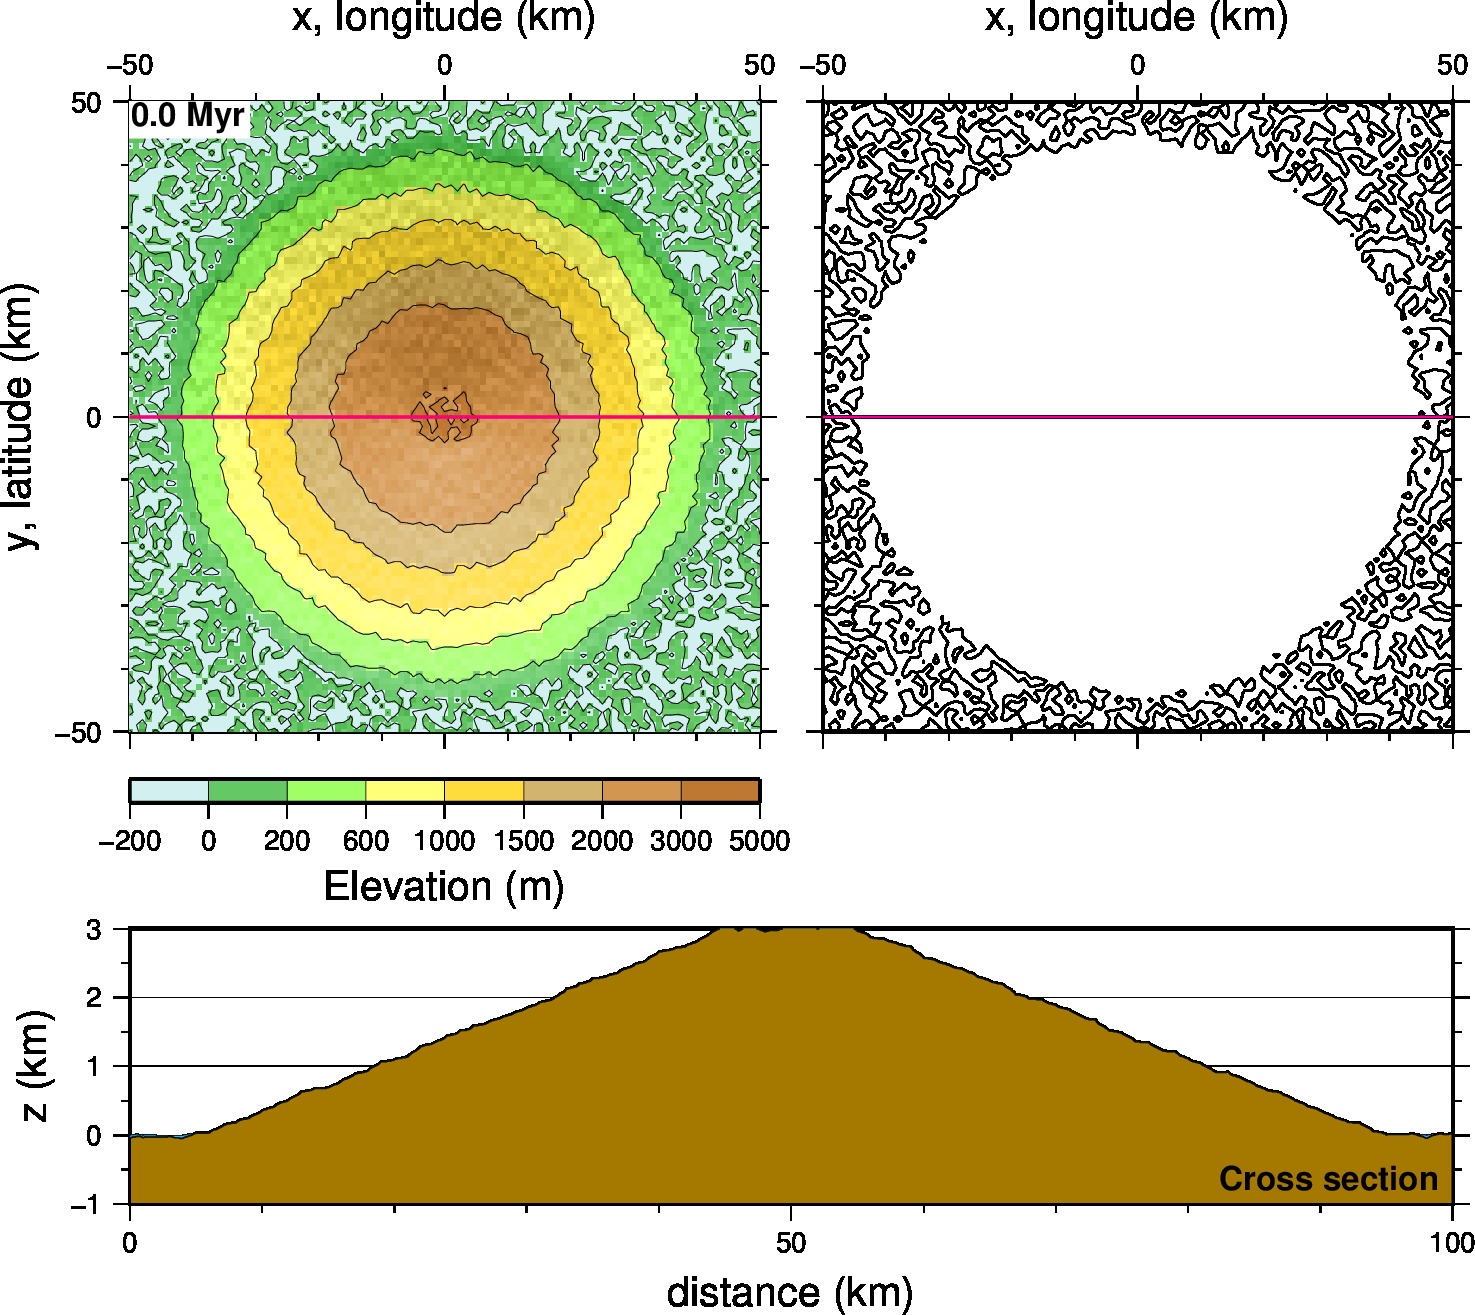 x, longitude (km) x, longitude (km)
−50 0 50 −50 0 50
50
0.0 Myr
y, latitude (km)
0
−50
−200 0 200 600 1000 1500 2000 3000 5000
Elevation (m)
3
2
z (km)
1
0
−1
Cross section
0 50 100
distance (km)